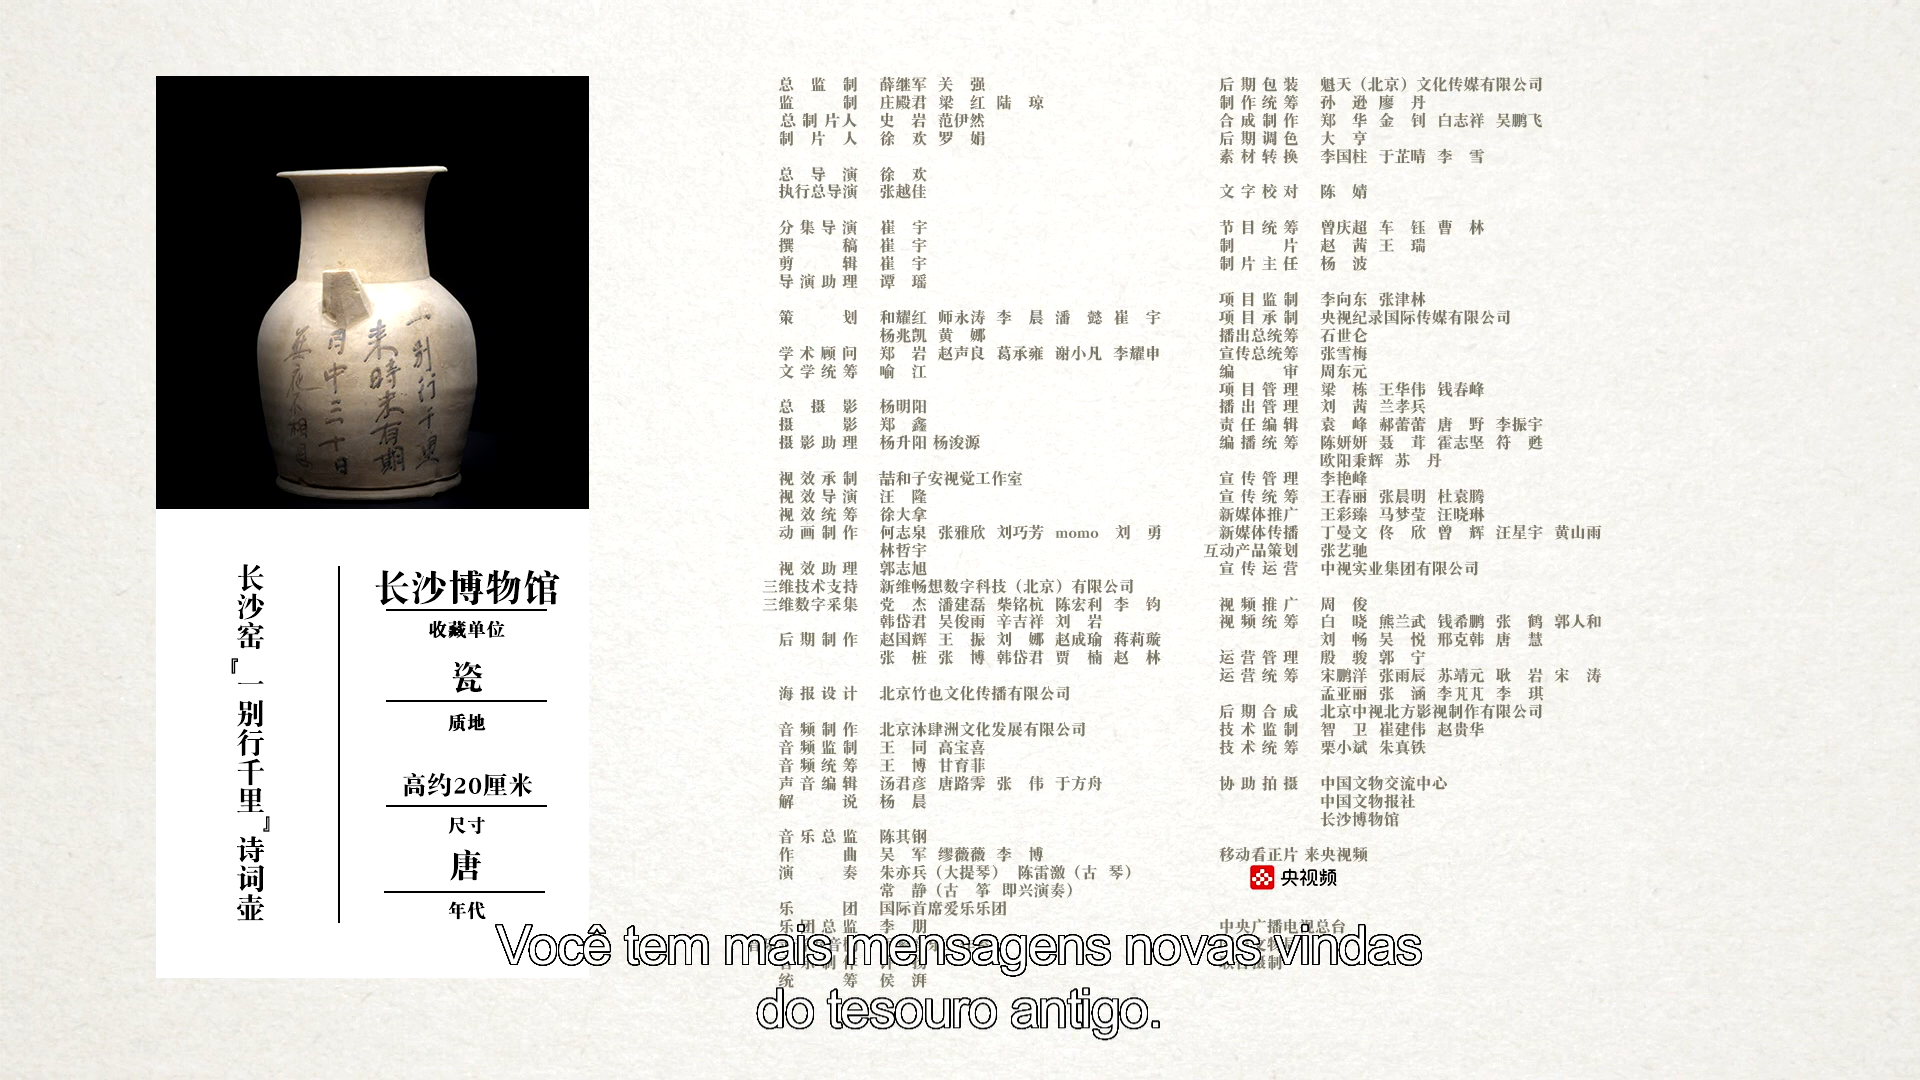 一别行千里
来時未有期
月中三十日
無夜不相思
长沙窑『一别行千里』诗词壶
长沙博物馆
收藏单位
瓷
质地
高约20厘米
尺寸
唐
年代
总监制 薛继军 关强
监制 庄殿君 梁红 陆琼
总制片人 史岩 范伊然
制片人 徐欢 罗娟
总导演 徐欢
执行总导演 张越佳
分集导演 崔宇
撰稿 崔宇
剪辑 崔宇
导演助理 谭瑶
策划 和耀红 师永涛 李晨 潘懿 崔宇
杨兆凯 黄娜
学术顾问 郑岩 赵声良 葛承雍 谢小凡 李耀申
文学统筹 喻江
总摄影 杨明阳
摄影 郑鑫
摄影助理 杨升阳 杨浚源
视效承制 喆和子安视觉工作室
视效导演 汪隆
视效统筹 徐大拿
动画制作 何志泉 张雅欣 刘巧芳 momo 刘勇
林哲宇
视效助理 郭志旭
三维技术支持 新维畅想数字科技（北京）有限公司
三维数字采集 党杰 潘建磊 柴铭杭 陈宏利 李钧
韩岱君 吴俊雨 辛吉祥 刘岩
后期制作 赵国辉 王振 刘娜 赵成瑜 蒋莉璇
张桩 张博 韩岱君 贾楠 赵林
海报设计 北京竹也文化传播有限公司
音频制作 北京沐肆洲文化发展有限公司
音频监制 王同 高宝喜
音频统筹 王博 甘育菲
声音编辑 汤君彦 唐路霁 张伟 于方舟
解说 杨晨
音乐总监 陈其钢
作曲 吴军 缪薇薇 李博
演奏 朱亦兵（大提琴） 陈雷激（古琴）
常静（古筝 即兴演奏）
乐团 国际首席爱乐乐团
乐团总监 李朋
统筹 侯湃
后期包装 魁天（北京）文化传媒有限公司
制作统筹 孙逊 廖丹
合成制作 郑华 金钊 白志祥 吴鹏飞
后期调色 大亨
素材转换 李国柱 于芷晴 李雪
文字校对 陈婧
节目统筹 曾庆超 车钰 曹林
制片 赵茜 王瑞
制片主任 杨波
项目监制 李向东 张津林
项目承制 央视纪录国际传媒有限公司
播出总统筹 石世仑
宣传总统筹 张雪梅
编审 周东元
项目管理 梁栋 王华伟 钱春峰
播出管理 刘茜 兰孝兵
责任编辑 袁峰 郝蕾蕾 唐野 李振宇
编播统筹 陈妍妍 聂茸 霍志坚 符甦
欧阳秉辉 苏丹
宣传管理 李艳峰
宣传统筹 王春丽 张晨明 杜袁腾
新媒体推广 王彩臻 马梦莹 汪晓琳
新媒体传播 丁曼文 佟欣 曾辉 汪星宇 黄山雨
互动产品策划 张艺驰
宣传运营 中视实业集团有限公司
视频推广 周俊
视频统筹 白晓 熊兰武 钱希鹏 张鹤 郭人和
刘畅 吴悦 邢克韩 唐慧
运营管理 殷骏 郭宁
运营统筹 宋鹏洋 张雨辰 苏靖元 耿岩 宋涛
孟亚丽 张涵 李芃芃 李琪
后期合成 北京中视北方影视制作有限公司
技术监制 智卫 崔建伟 赵贵华
技术统筹 栗小斌 朱真铁
协助拍摄 中国文物交流中心
中国文物报社
长沙博物馆
移动看正片 来央视频
央视频
中央广播电视总台
Você tem mais mensagens novas vindas
do tesouro antigo.